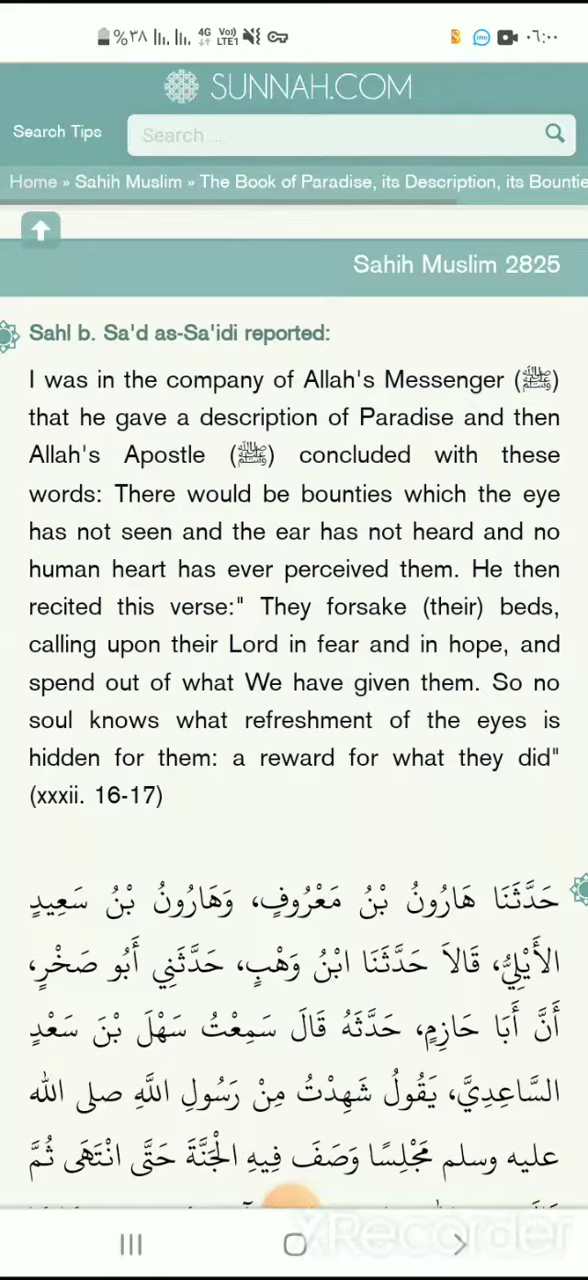 %٣٨ 4G Vo) LTE1 imo ٠٦:٠٠
SUNNAH.COM
Search Tips
Search ...
Home » Sahih Muslim » The Book of Paradise, its Description, its Bountie
Sahih Muslim 2825
Sahl b. Sa'd as-Sa'idi reported:
I was in the company of Allah's Messenger (ﷺ)
that he gave a description of Paradise and then
Allah's Apostle (ﷺ) concluded with these
words: There would be bounties which the eye
has not seen and the ear has not heard and no
human heart has ever perceived them. He then
recited this verse:" They forsake (their) beds,
calling upon their Lord in fear and in hope, and
spend out of what We have given them. So no
soul knows what refreshment of the eyes is
hidden for them: a reward for what they did"
(xxxii. 16-17)
حَدَّثَنَا هَارُونُ بْنُ مَعْرُوفٍ، وَهَارُونُ بْنُ سَعِيدٍ
الأَيْلِيُّ، قَالاَ حَدَّثَنَا ابْنُ وَهْبٍ، حَدَّثَنِي أَبُو صَخْرٍ،
أَنَّ أَبَا حَازِمٍ، حَدَّثَهُ قَالَ سَمِعْتُ سَهْلَ بْنَ سَعْدٍ
السَّاعِدِيَّ، يَقُولُ شَهِدْتُ مِنْ رَسُولِ اللَّهِ صلى الله
عليه وسلم مَجْلِسًا وَصَفَ فِيهِ الْجَنَّةَ حَتَّى انْتَهَى ثُمَّ
XRecorder